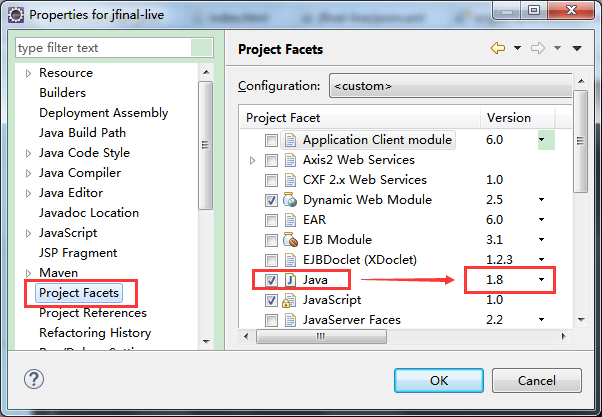 Properties for jfinal-live
type filter text
Resource
Builders
Deployment Assembly
Java Build Path
Java Code Style
Java Compiler
Java Editor
Javadoc Location
JavaScript
JSP Fragment
Maven
Project Facets
Project References
Refactoring History
Project Facets
Configuration: <custom>
Project Facet Version
Application Client module 6.0
Axis2 Web Services
CXF 2.x Web Services 1.0
Dynamic Web Module 2.5
EAR 6.0
EJB Module 3.1
EJBDoclet (XDoclet) 1.2.3
Java 1.8
JavaScript 1.0
JavaServer Faces 2.2
OK Cancel